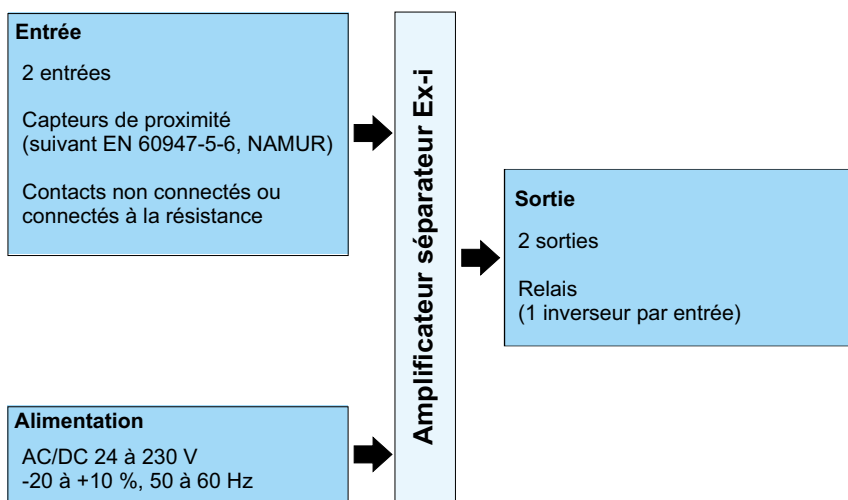 Entrée
2 entrées
Capteurs de proximité
(suivant EN 60947-5-6, NAMUR)
Contacts non connectés ou
connectés à la résistance
Alimentation
AC/DC 24 à 230 V
-20 à +10 %, 50 à 60 Hz
Amplificateur séparateur Ex-i
Sortie
2 sorties
Relais
(1 inverseur par entrée)